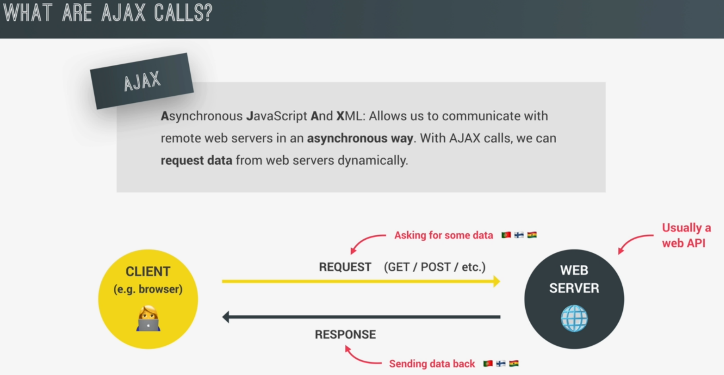 WHAT ARE AJAX CALLS?
AJAX
Asynchronous JavaScript And XML: Allows us to communicate with
remote web servers in an asynchronous way. With AJAX calls, we can
request data from web servers dynamically.
Asking for some data
Usually a
web API
CLIENT
(e.g. browser)
REQUEST (GET / POST / etc.)
WEB
SERVER
RESPONSE
Sending data back